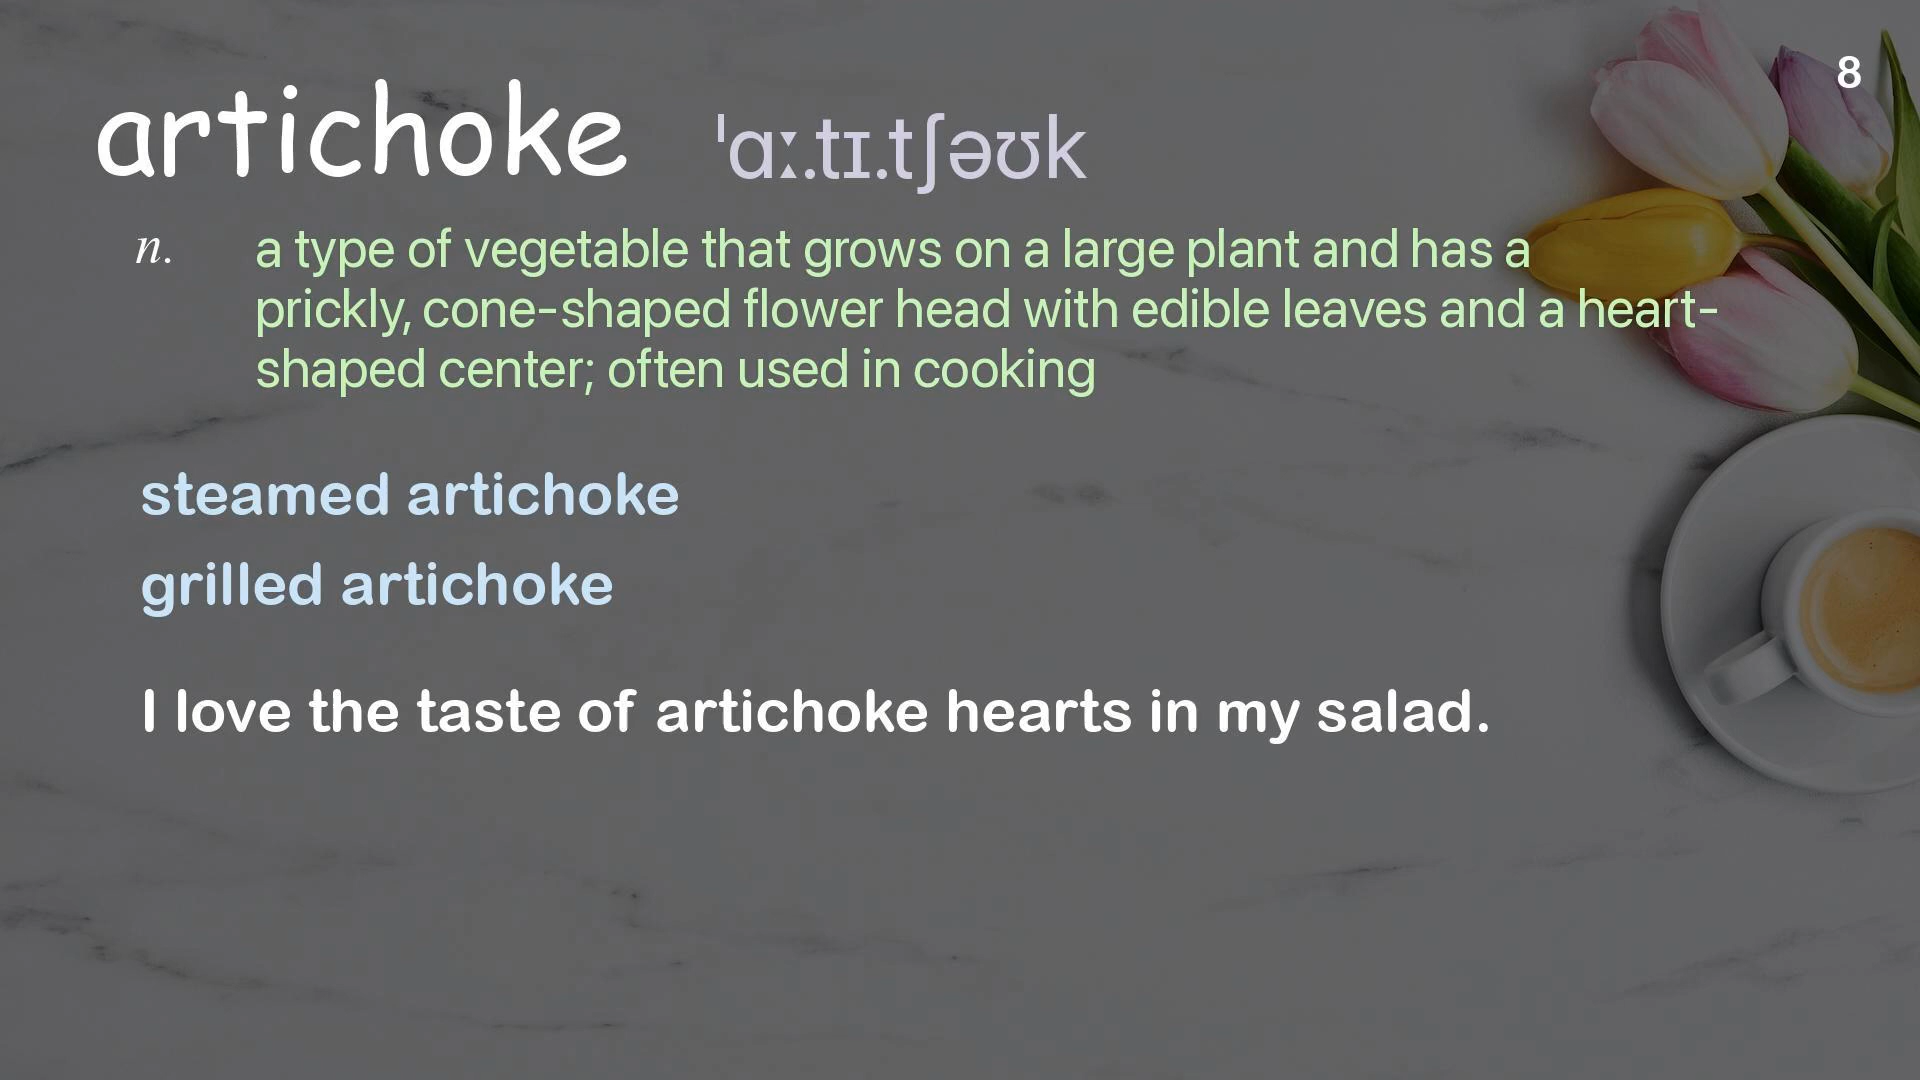 8
artichoke ˈɑː.tɪ.tʃəʊk
n. a type of vegetable that grows on a large plant and has a
prickly, cone-shaped flower head with edible leaves and a heart-
shaped center; often used in cooking
steamed artichoke
grilled artichoke
I love the taste of artichoke hearts in my salad.